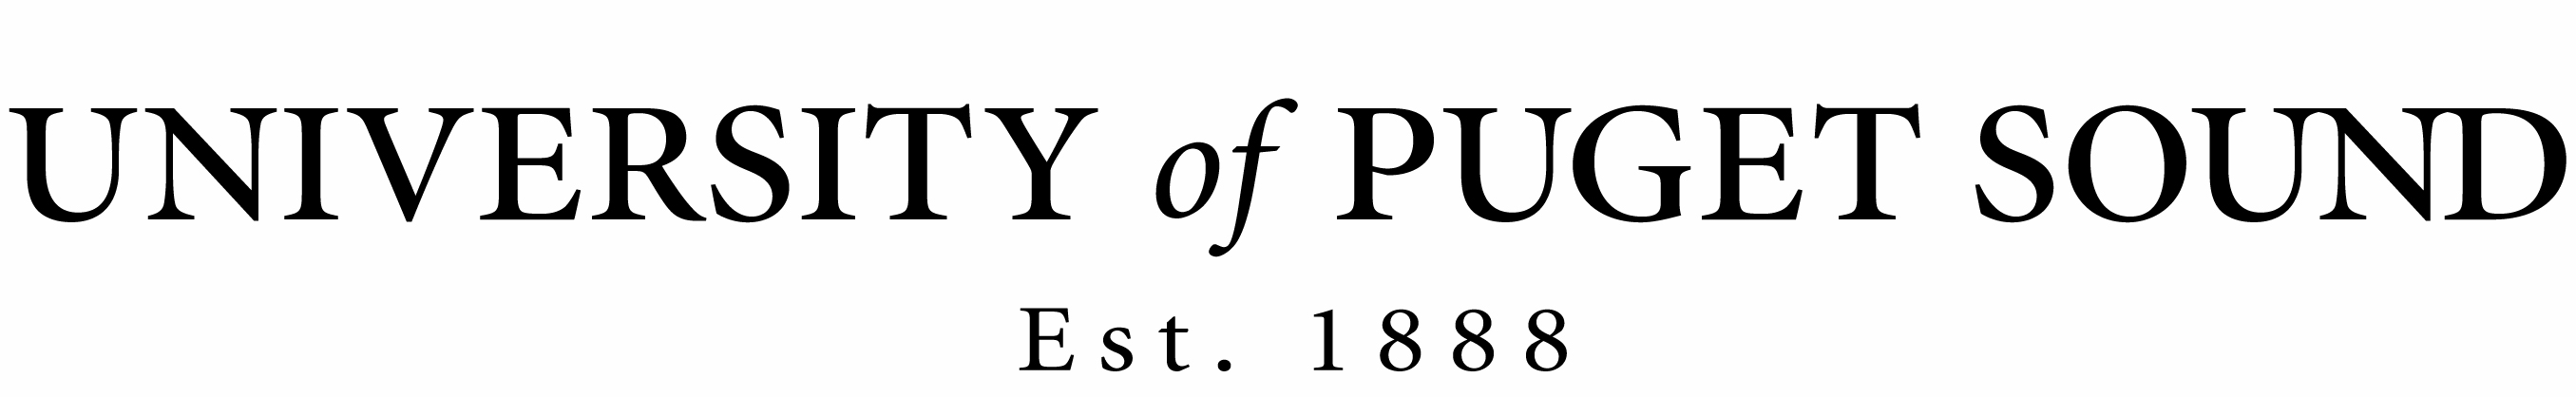 UNIVERSITY of PUGET SOUND
Est. 1888